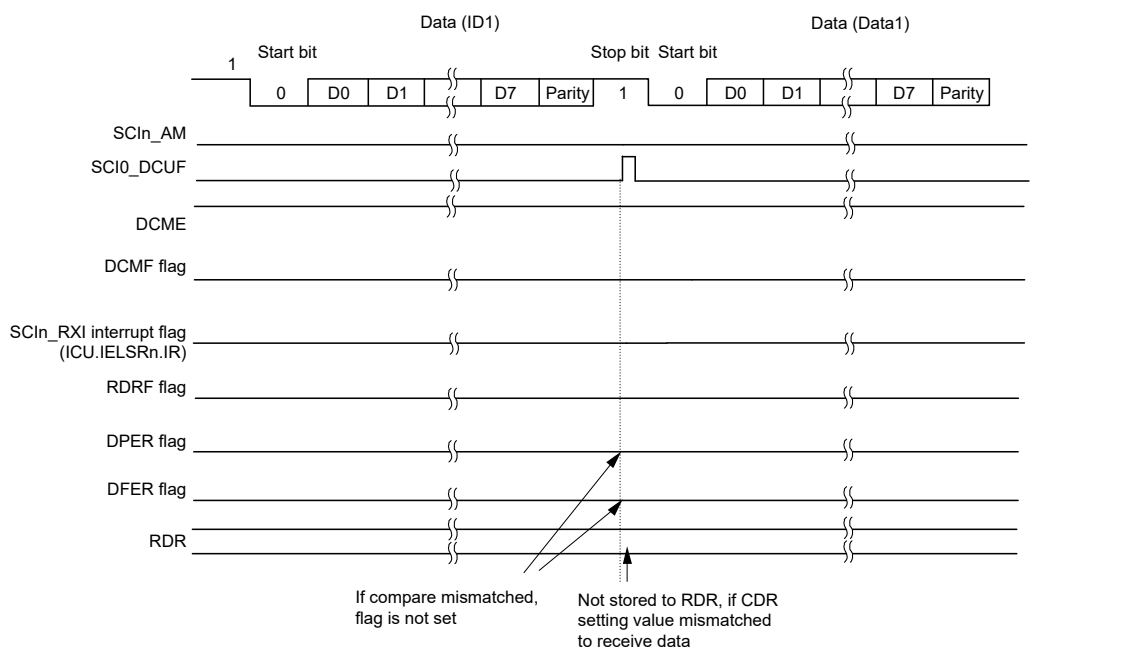 Data (ID1) Data (Data1)
Start bit Stop bit Start bit
1
0 D0 D1 D7 Parity 1 0 D0 D1 D7 Parity
SCIn_AM
SCI0_DCUF
DCME
DCMF flag
SCIn_RXI interrupt flag
(ICU.IELSRn.IR)
RDRF flag
DPER flag
DFER flag
RDR
If compare mismatched,
flag is not set
Not stored to RDR, if CDR
setting value mismatched
to receive data